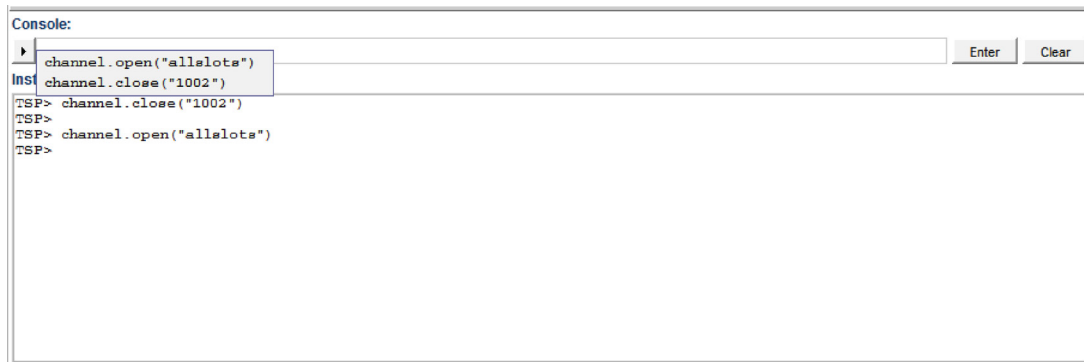 Console:
Enter Clear
channel.open("allslots")
channel.close("1002")
Inst
TSP> channel.close("1002")
TSP>
TSP> channel.open("allslots")
TSP>